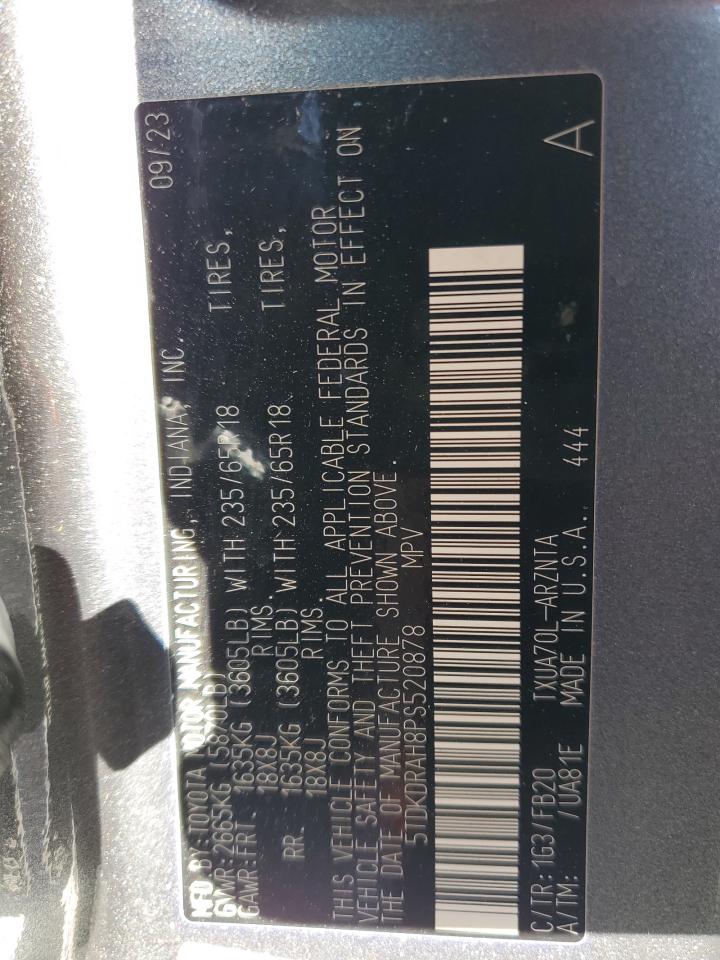 MFD BY:TOYOTA MOTOR MANUFACTURING, INDIANA, INC. 09/23
GVWR:2665KG (5870LB)
GAWR:FRT. 1635KG (3605LB) WITH 235/65R18 TIRES,
18X8J RIMS.
RR. 1635KG (3605LB) WITH 235/65R18 TIRES,
18X8J RIMS.
THIS VEHICLE CONFORMS TO ALL APPLICABLE FEDERAL MOTOR
VEHICLE SAFETY AND THEFT PREVENTION STANDARDS IN EFFECT ON
THE DATE OF MANUFACTURE SHOWN ABOVE.
5TDKDRAH8PS520878 MPV
C/TR:1G3/FB20 TXUA70L-ARZNTA
A/TM: /UA81E MADE IN U.S.A. 444 A